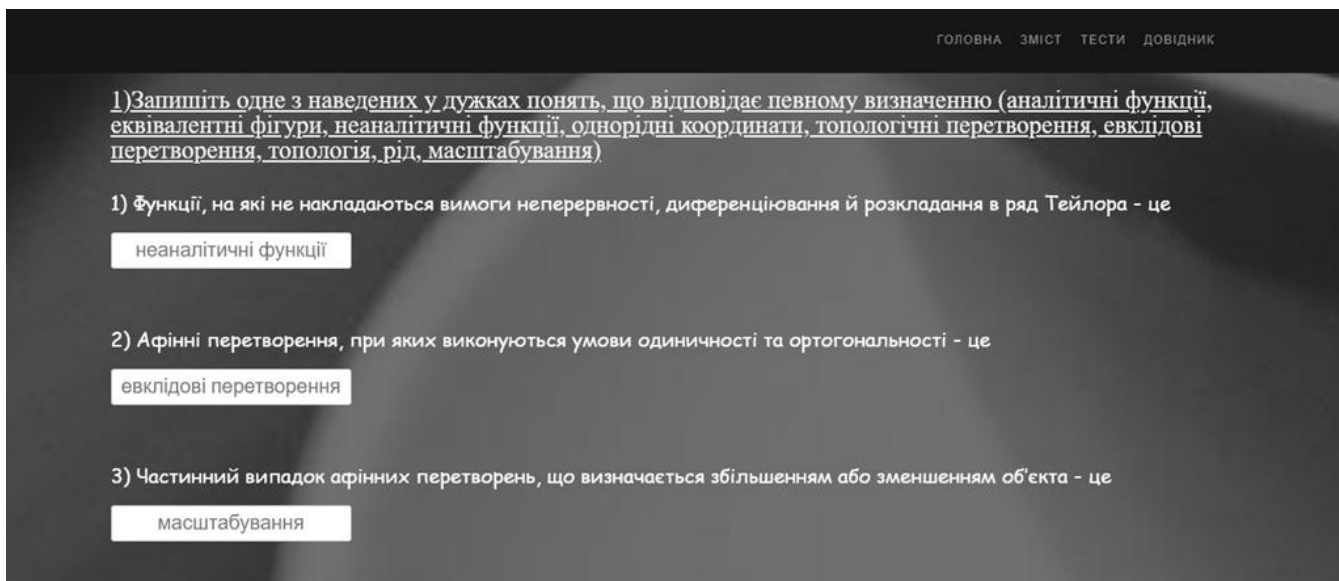 ГОЛОВНА ЗМІСТ ТЕСТИ ДОВІДНИК
1)Запишіть одне з наведених у дужках понять, що відповідає певному визначенню (аналітичні функції,
еквівалентні фігури, неаналітичні функції, однорідні координати, топологічні перетворення, евклідові
перетворення, топологія, рід, масштабування)
1) Функції, на які не накладаються вимоги неперервності, диференціювання й розкладання в ряд Тейлора - це
неаналітичні функції
2) Афінні перетворення, при яких виконуються умови одиничності та ортогональності - це
евклідові перетворення
3) Частинний випадок афінних перетворень, що визначається збільшенням або зменшенням об'єкта - це
масштабування